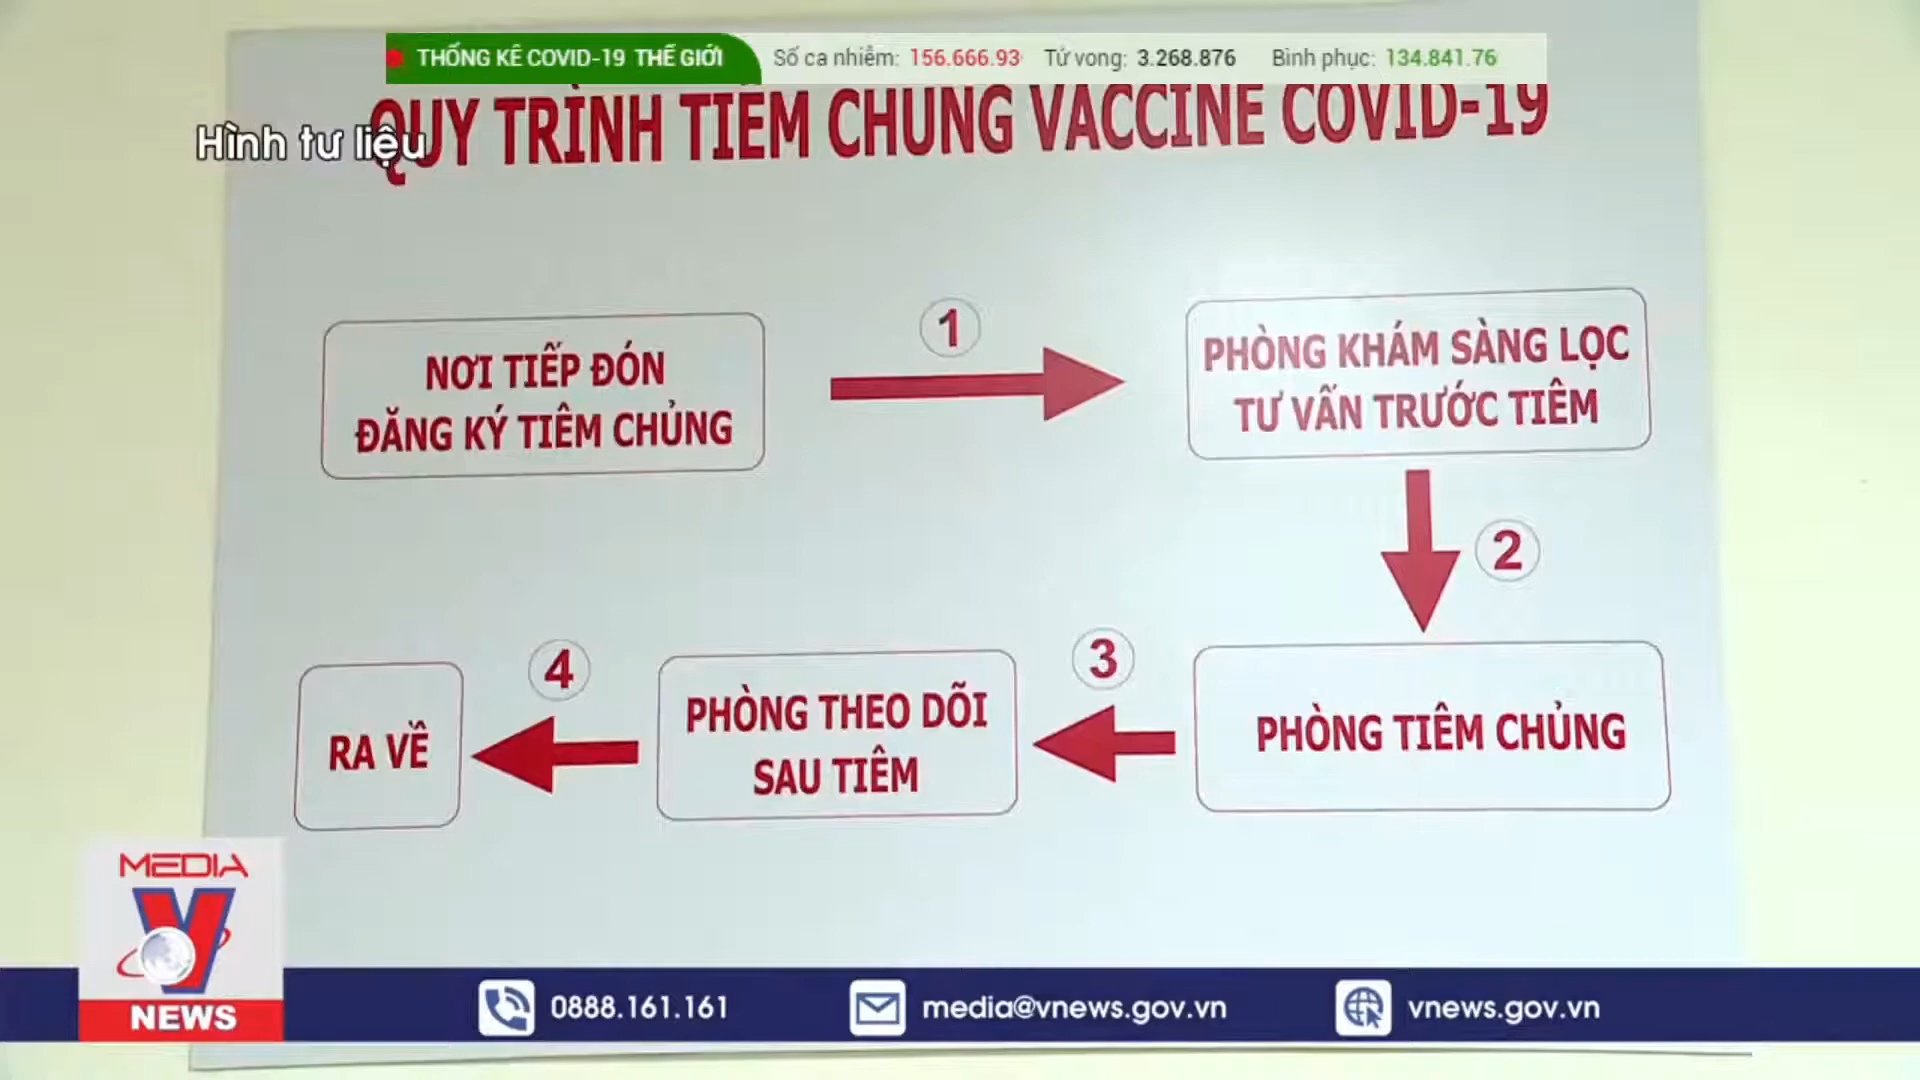 THỐNG KÊ COVID-19 THẾ GIỚI Số ca nhiễm: 156.666.93 Tử vong: 3.268.876 Bình phục: 134.841.76
Hình tư liệu
QUY TRÌNH TIÊM CHỦNG VACCINE COVID-19
NƠI TIẾP ĐÓN
ĐĂNG KÝ TIÊM CHỦNG
1
PHÒNG KHÁM SÀNG LỌC
TƯ VẤN TRƯỚC TIÊM
2
PHÒNG TIÊM CHỦNG
3
PHÒNG THEO DÕI
SAU TIÊM
4
RA VỀ
MEDIA
V
NEWS
0888.161.161
media@vnews.gov.vn
vnews.gov.vn